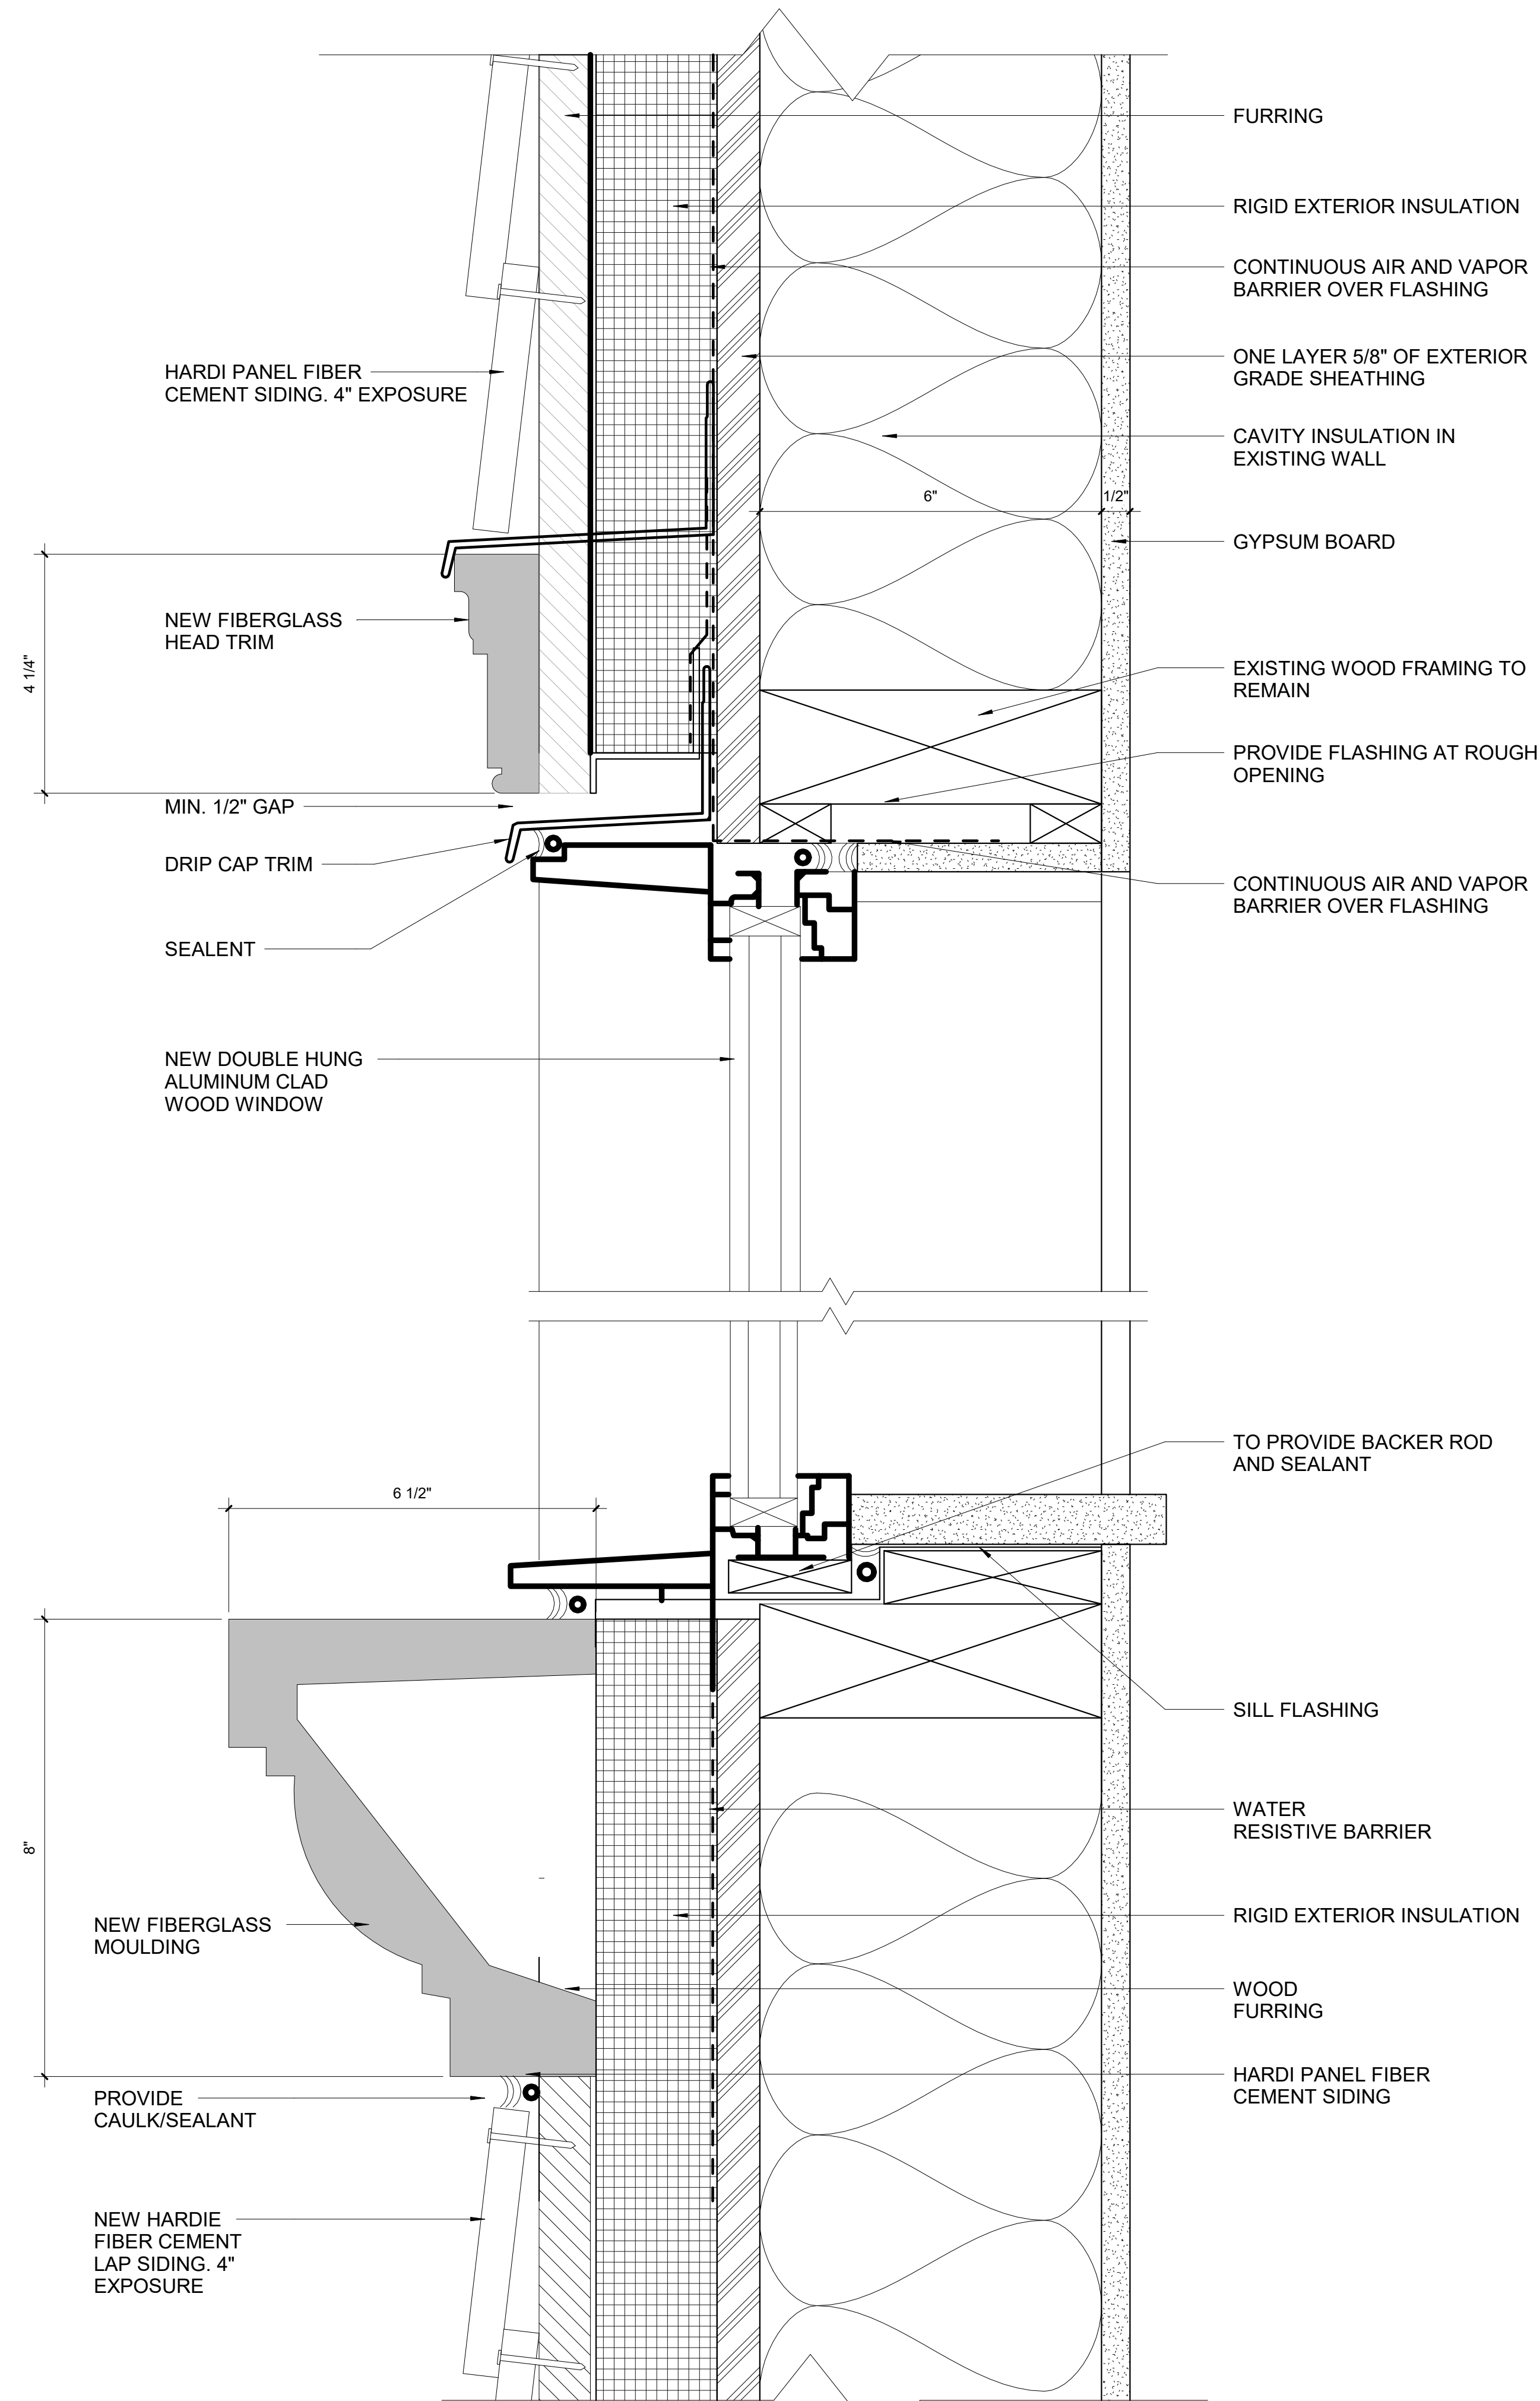 FURRING
RIGID EXTERIOR INSULATION
CONTINUOUS AIR AND VAPOR
BARRIER OVER FLASHING
ONE LAYER 5/8" OF EXTERIOR
GRADE SHEATHING
HARDI PANEL FIBER
CEMENT SIDING. 4" EXPOSURE
CAVITY INSULATION IN
EXISTING WALL
6"
1/2"
GYPSUM BOARD
NEW FIBERGLASS
HEAD TRIM
4 1/4"
EXISTING WOOD FRAMING TO
REMAIN
PROVIDE FLASHING AT ROUGH
OPENING
MIN. 1/2" GAP
DRIP CAP TRIM
CONTINUOUS AIR AND VAPOR
BARRIER OVER FLASHING
SEALENT
NEW DOUBLE HUNG
ALUMINUM CLAD
WOOD WINDOW
TO PROVIDE BACKER ROD
AND SEALANT
6 1/2"
SILL FLASHING
WATER
RESISTIVE BARRIER
8"
RIGID EXTERIOR INSULATION
NEW FIBERGLASS
MOULDING
WOOD
FURRING
HARDI PANEL FIBER
CEMENT SIDING
PROVIDE
CAULK/SEALANT
NEW HARDIE
FIBER CEMENT
LAP SIDING. 4"
EXPOSURE